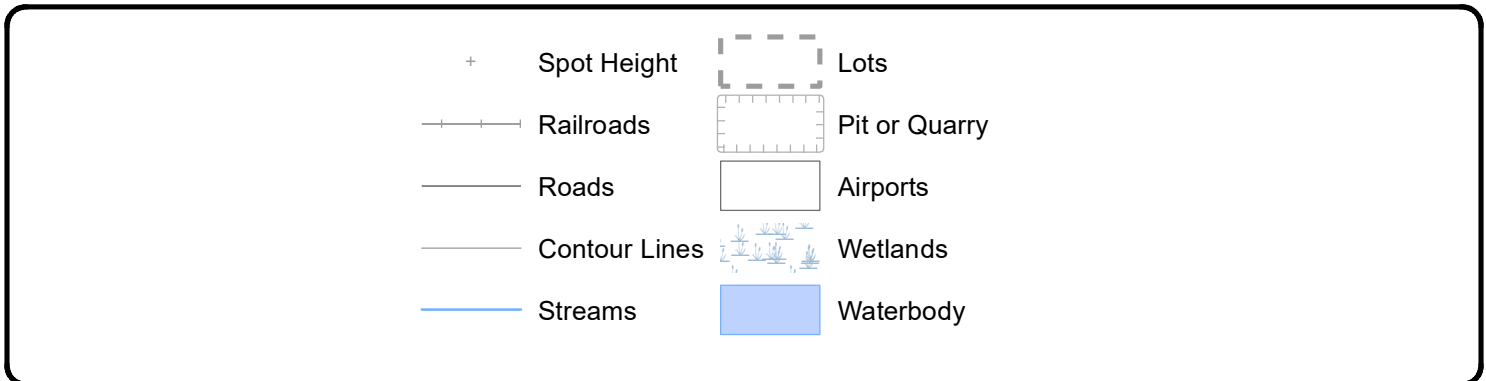 Spot Height
Railroads
Roads
Contour Lines
Streams
Lots
Pit or Quarry
Airports
Wetlands
Waterbody